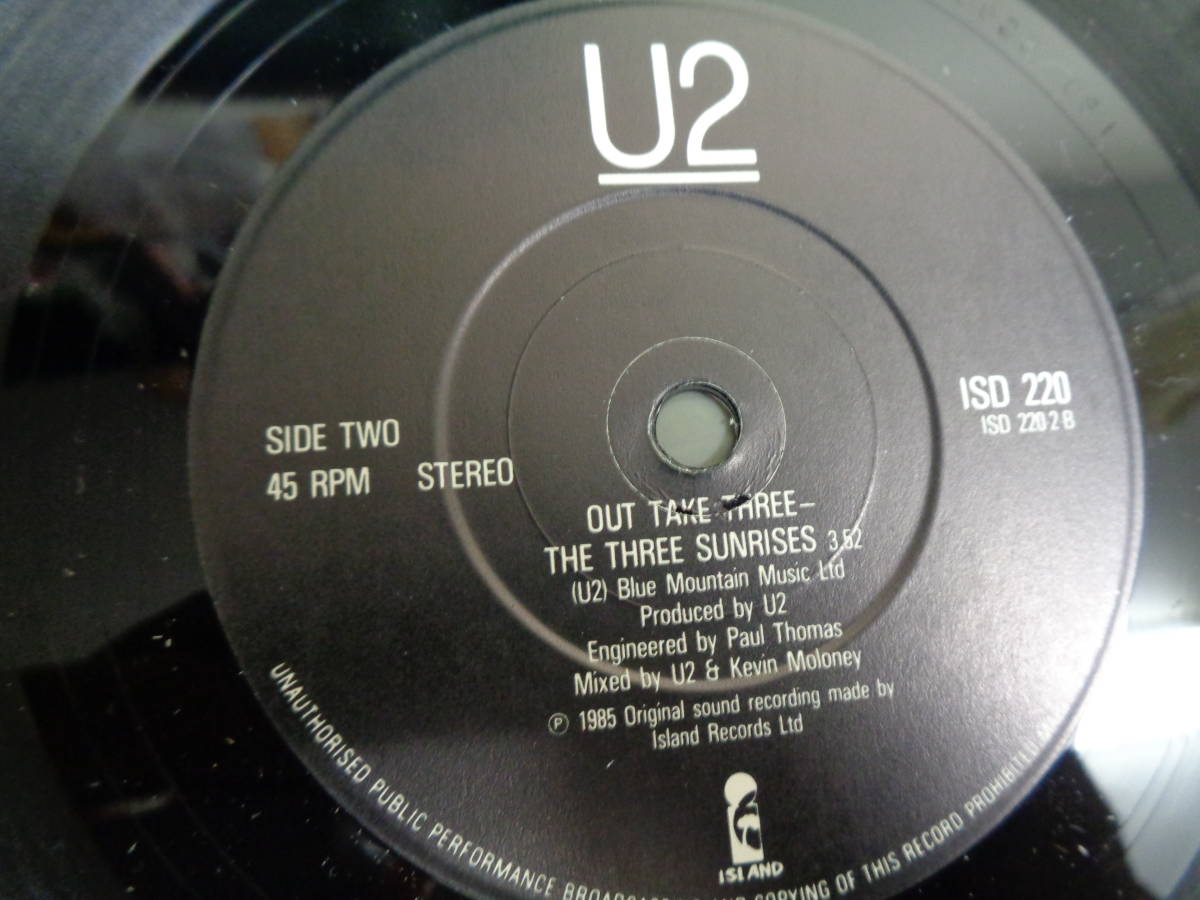 U2
ISD 220
ISD 220 2 B
SIDE TWO
45 RPM STEREO
OUT TAKE THREE–
THE THREE SUNRISES 3.52
(U2) Blue Mountain Music Ltd
Produced by U2
Engineered by Paul Thomas
Mixed by U2 & Kevin Moloney
Ⓟ 1985 Original sound recording made by
Island Records Ltd
ISLAND
UNAUTHORISED PUBLIC PERFORMANCE COPYING OF THIS RECORD PROHIBITED